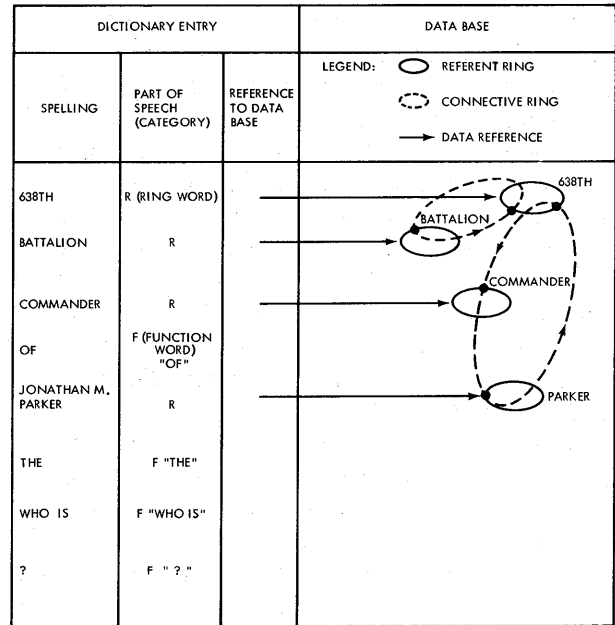 DICTIONARY ENTRY
DATA BASE
SPELLING
PART OF
SPEECH
(CATEGORY)
REFERENCE
TO DATA
BASE
LEGEND: REFERENT RING
CONNECTIVE RING
DATA REFERENCE
638TH
R (RING WORD)
638TH
BATTALION
BATTALION
R
COMMANDER
R
COMMANDER
OF
F (FUNCTION
WORD)
"OF"
JONATHAN M.
PARKER
R
PARKER
THE
F "THE"
WHO IS
F "WHO IS"
?
F " ? "